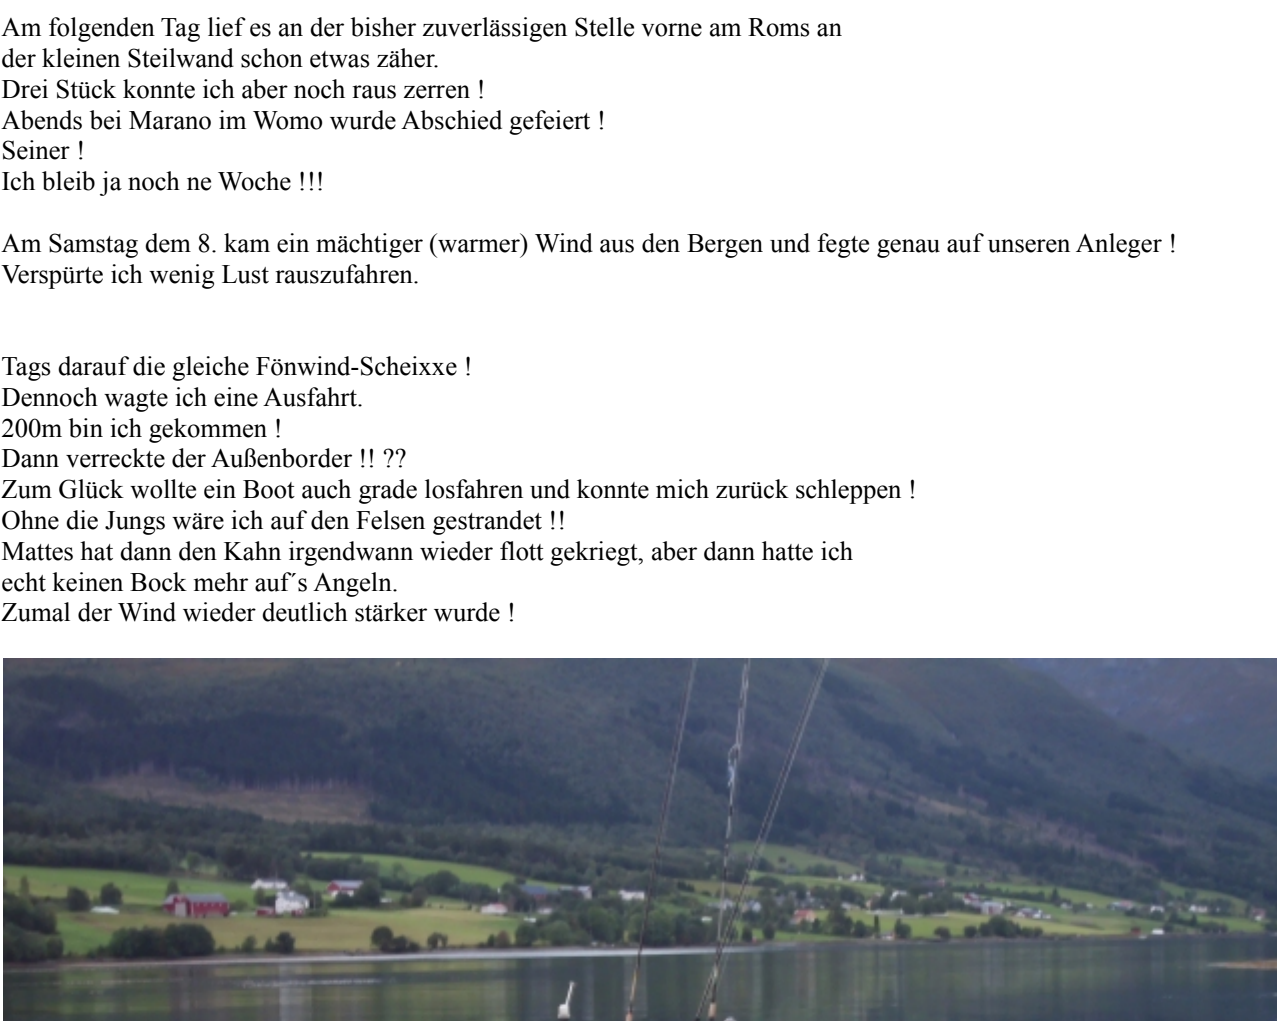 Am folgenden Tag lief es an der bisher zuverlässigen Stelle vorne am Roms an
der kleinen Steilwand schon etwas zäher.
Drei Stück konnte ich aber noch raus zerren !
Abends bei Marano im Womo wurde Abschied gefeiert !
Seiner !
Ich bleib ja noch ne Woche !!!
Am Samstag dem 8. kam ein mächtiger (warmer) Wind aus den Bergen und fegte genau auf unseren Anleger !
Verspürte ich wenig Lust rauszufahren.
Tags darauf die gleiche Fönwind-Scheixxe !
Dennoch wagte ich eine Ausfahrt.
200m bin ich gekommen !
Dann verreckte der Außenborder !! ??
Zum Glück wollte ein Boot auch grade losfahren und konnte mich zurück schleppen !
Ohne die Jungs wäre ich auf den Felsen gestrandet !!
Mattes hat dann den Kahn irgendwann wieder flott gekriegt, aber dann hatte ich
echt keinen Bock mehr auf´s Angeln.
Zumal der Wind wieder deutlich stärker wurde !